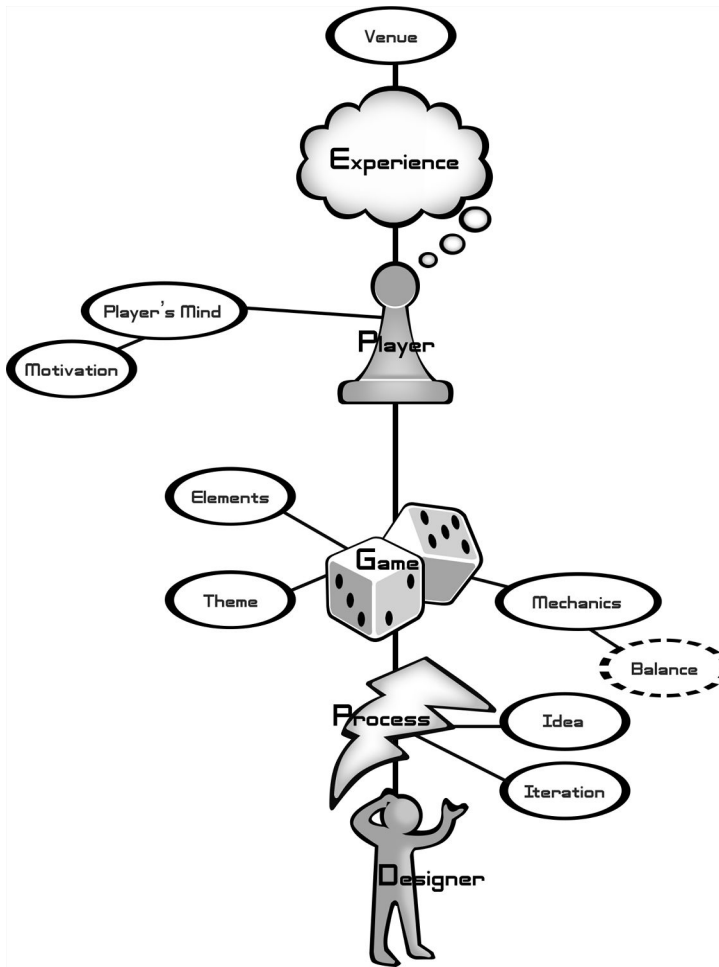 Venue
Experience
Player's Mind
Player
Motivation
Elements
Game
Theme
Mechanics
Balance
Process
Idea
Iteration
Designer